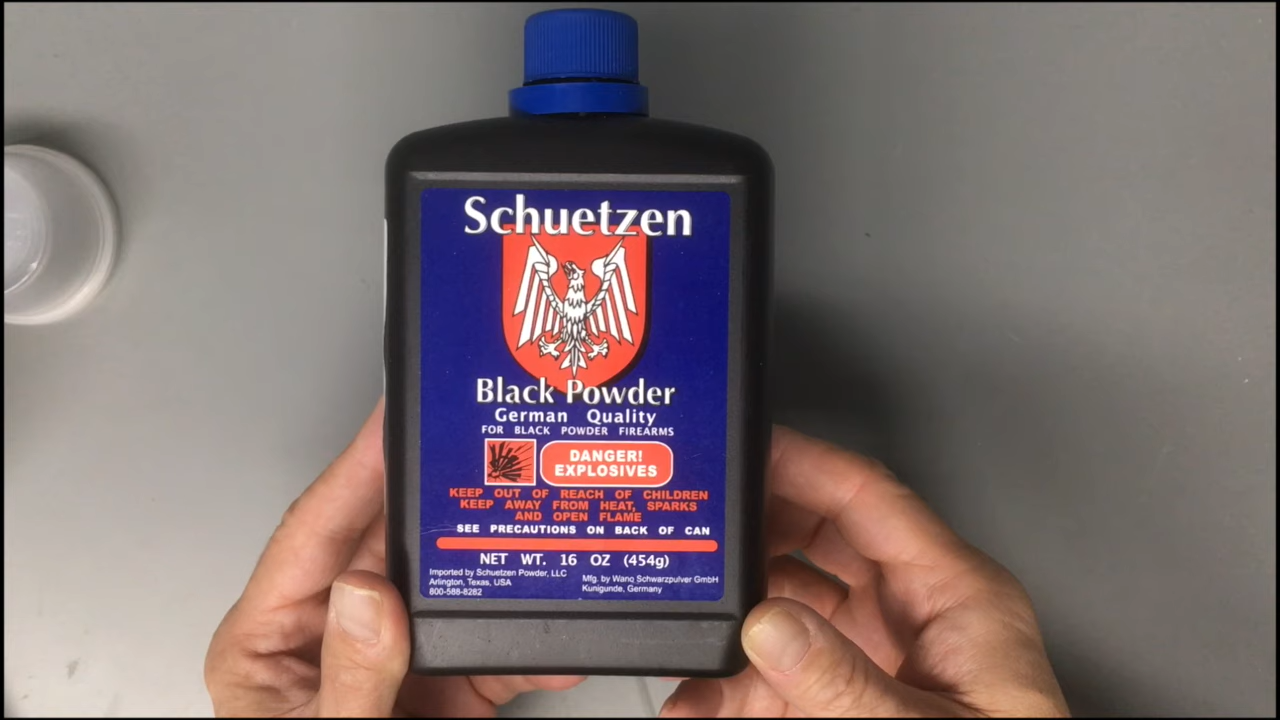 Schuetzen
Black Powder
German Quality
FOR BLACK POWDER FIREARMS
DANGER!
EXPLOSIVES
KEEP OUT OF REACH OF CHILDREN
KEEP AWAY FROM HEAT, SPARKS
AND OPEN FLAME
SEE PRECAUTIONS ON BACK OF CAN
NET WT. 16 OZ (454g)
Imported by Schuetzen Powder, LLC
Arlington, Texas, USA
800-588-8282
Mfg. by Wano Schwarzpulver GmbH
Kunigunde, Germany